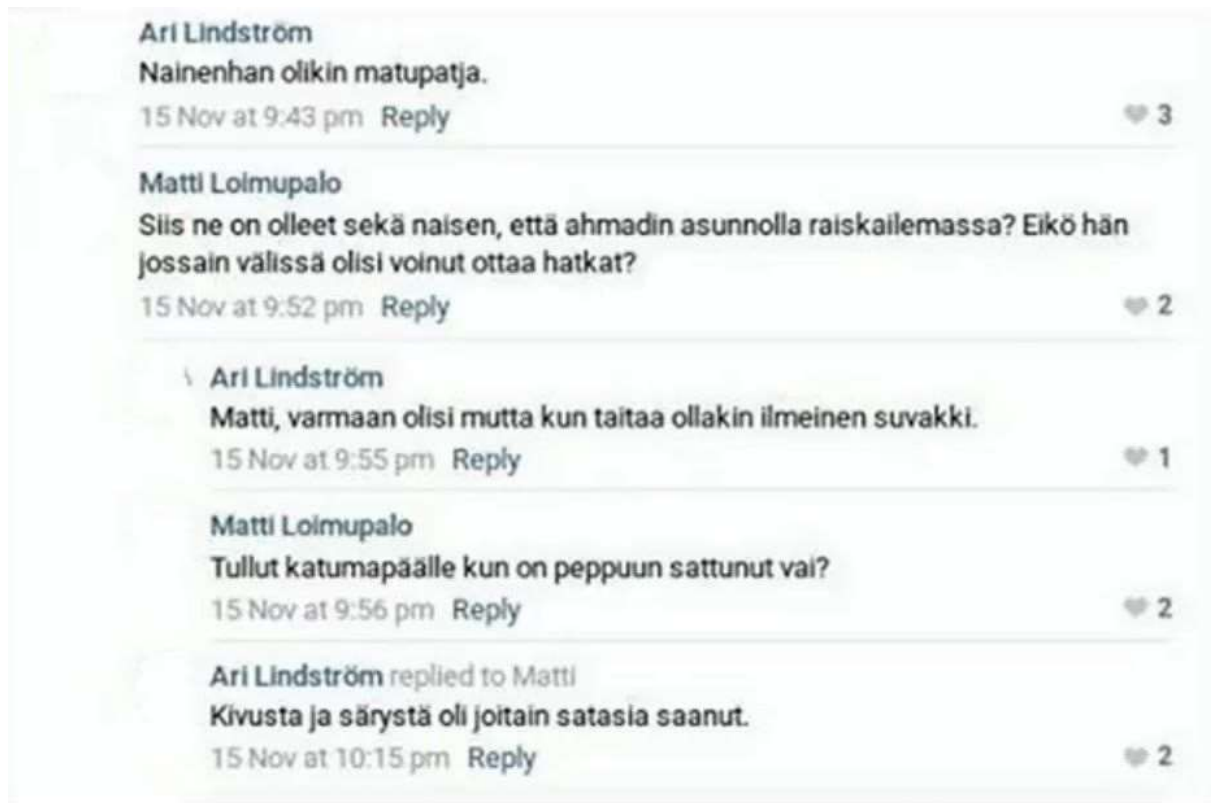 Ari Lindström
Nainenhan olikin matupatja.
15 Nov at 9:43 pm Reply 3
Matti Loimupalo
Siis ne on olleet sekä naisen, että ahmadin asunnolla raiskailemassa? Eikö hän
jossain välissä olisi voinut ottaa hatkat?
15 Nov at 9:52 pm Reply 2
Ari Lindström
Matti, varmaan olisi mutta kun taitaa ollakin ilmeinen suvakki.
15 Nov at 9:55 pm Reply 1
Matti Loimupalo
Tullut katumapäälle kun on peppuun sattunut vai?
15 Nov at 9:56 pm Reply 2
Ari Lindström replied to Matti
Kivusta ja särystä oli joitain satasia saanut.
15 Nov at 10:15 pm Reply 2